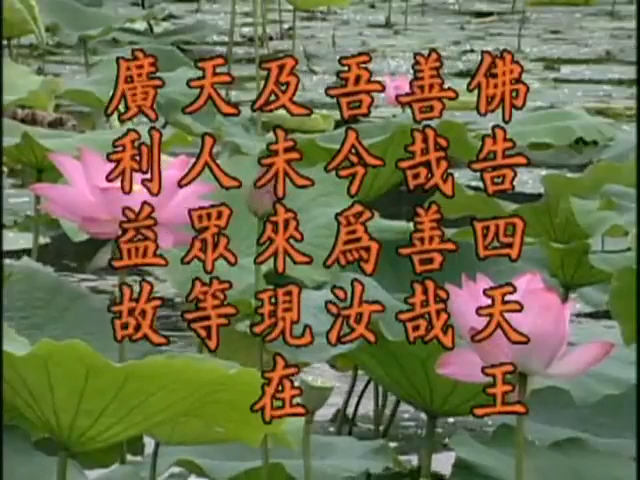 佛告四天王
善哉善哉
吾今爲汝
及未來現在
天人眾等
廣利益故